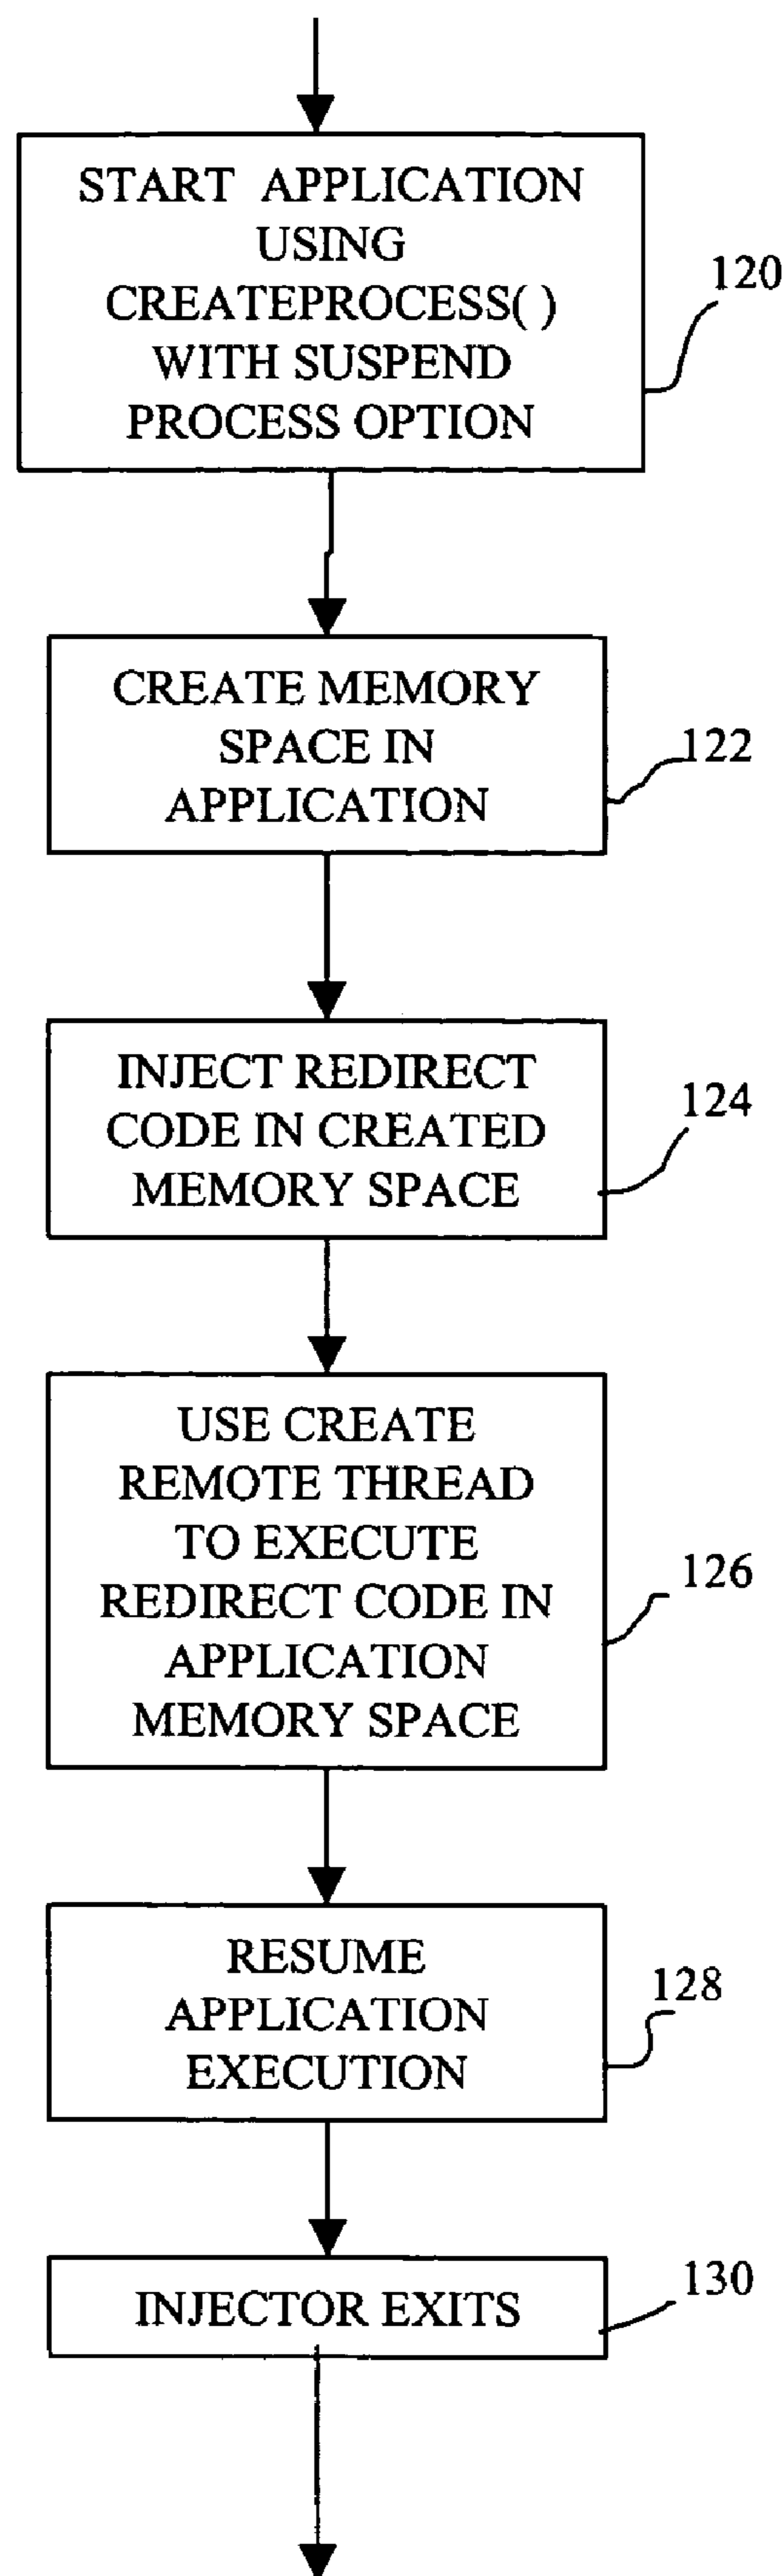 START APPLICATION
USING
CREATEPROCESS( )
WITH SUSPEND
PROCESS OPTION
120
CREATE MEMORY
SPACE IN
APPLICATION
122
INJECT REDIRECT
CODE IN CREATED
MEMORY SPACE
124
USE CREATE
REMOTE THREAD
TO EXECUTE
REDIRECT CODE IN
APPLICATION
MEMORY SPACE
126
RESUME
APPLICATION
EXECUTION
128
INJECTOR EXITS
130